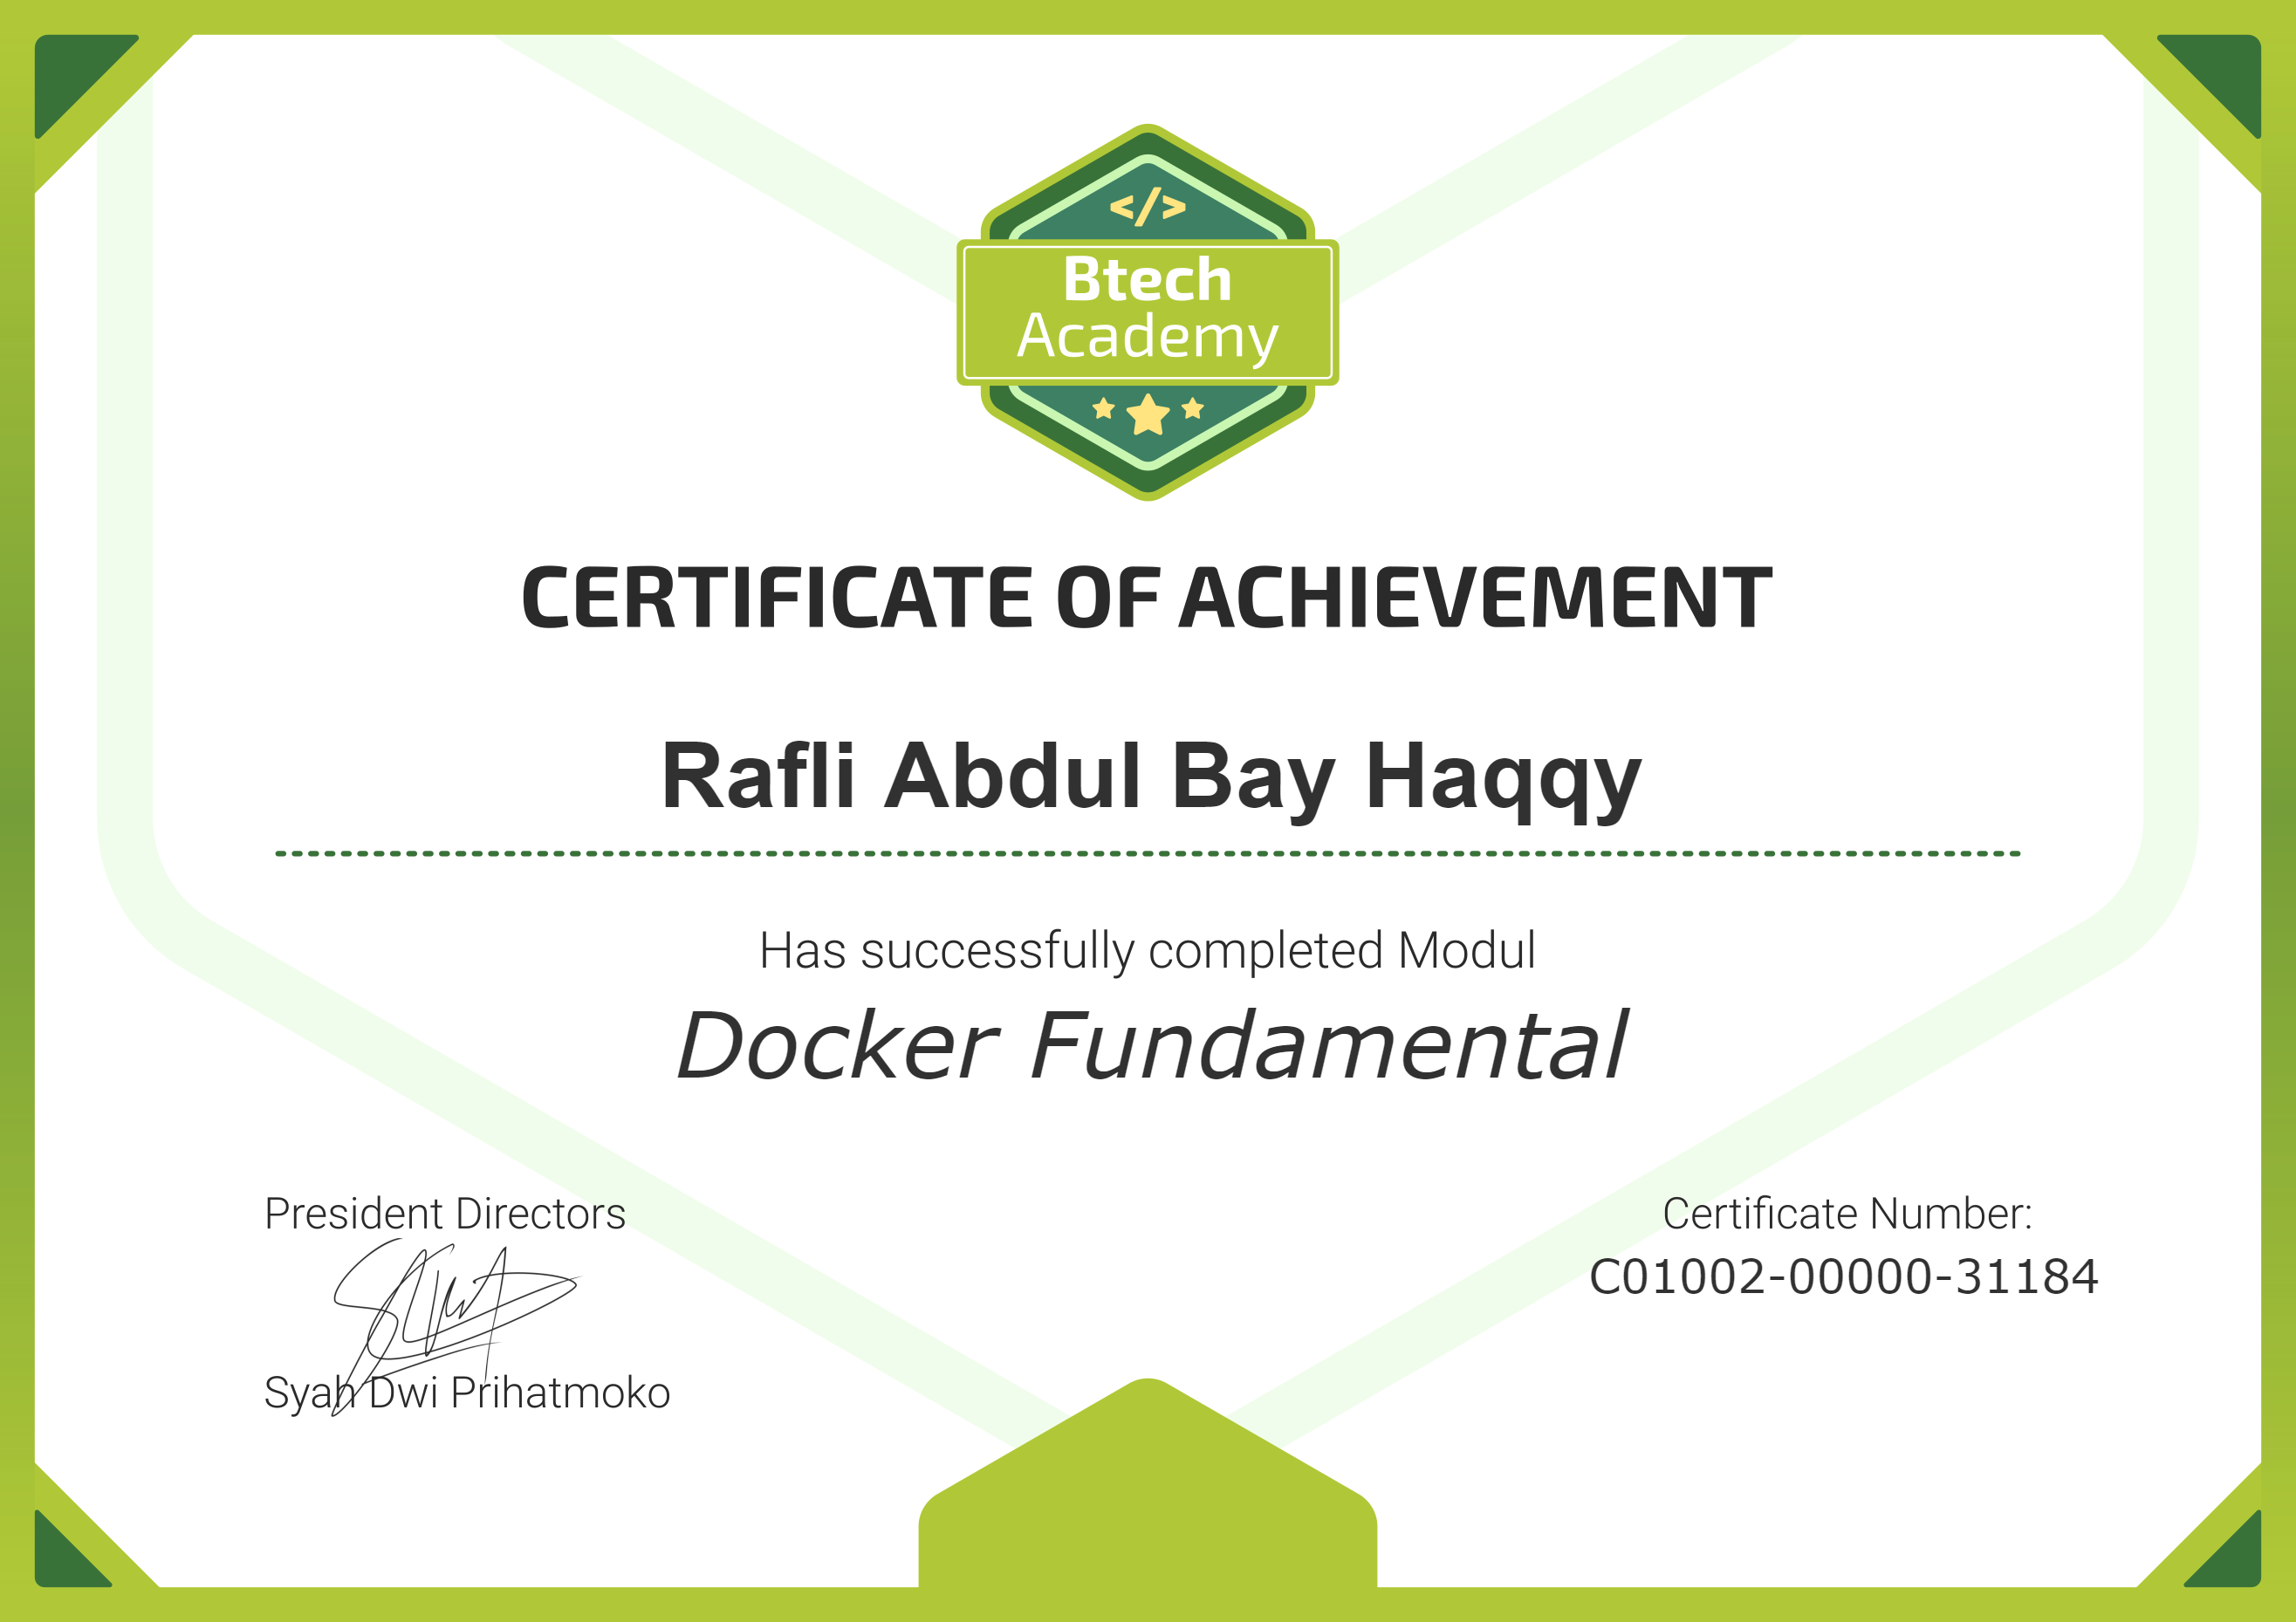 </>
Btech
Academy
CERTIFICATE OF ACHIEVEMENT
Rafli Abdul Bay Haqqy
Has successfully completed Modul
Docker Fundamental
President Directors
Syah Dwi Prihatmoko
Certificate Number:
C01002-00000-31184